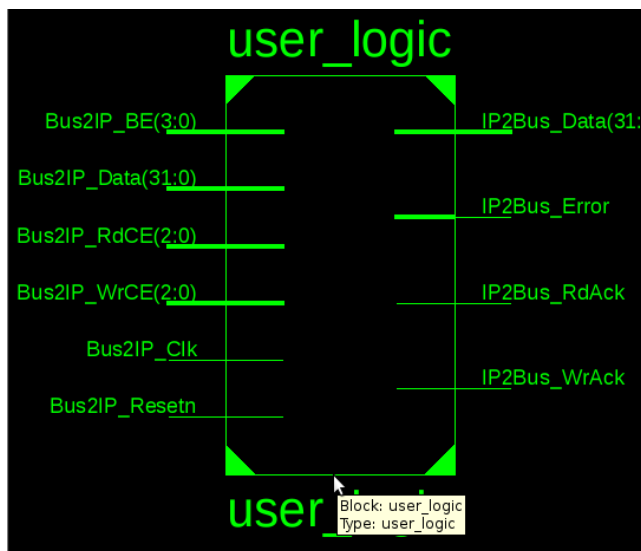 user_logic
Bus2IP_BE(3:0)
IP2Bus_Data(31:
Bus2IP_Data(31:0)
IP2Bus_Error
Bus2IP_RdCE(2:0)
Bus2IP_WrCE(2:0)
IP2Bus_RdAck
Bus2IP_Clk
IP2Bus_WrAck
Bus2IP_Resetn
user_logic
Block: user_logic
Type: user_logic